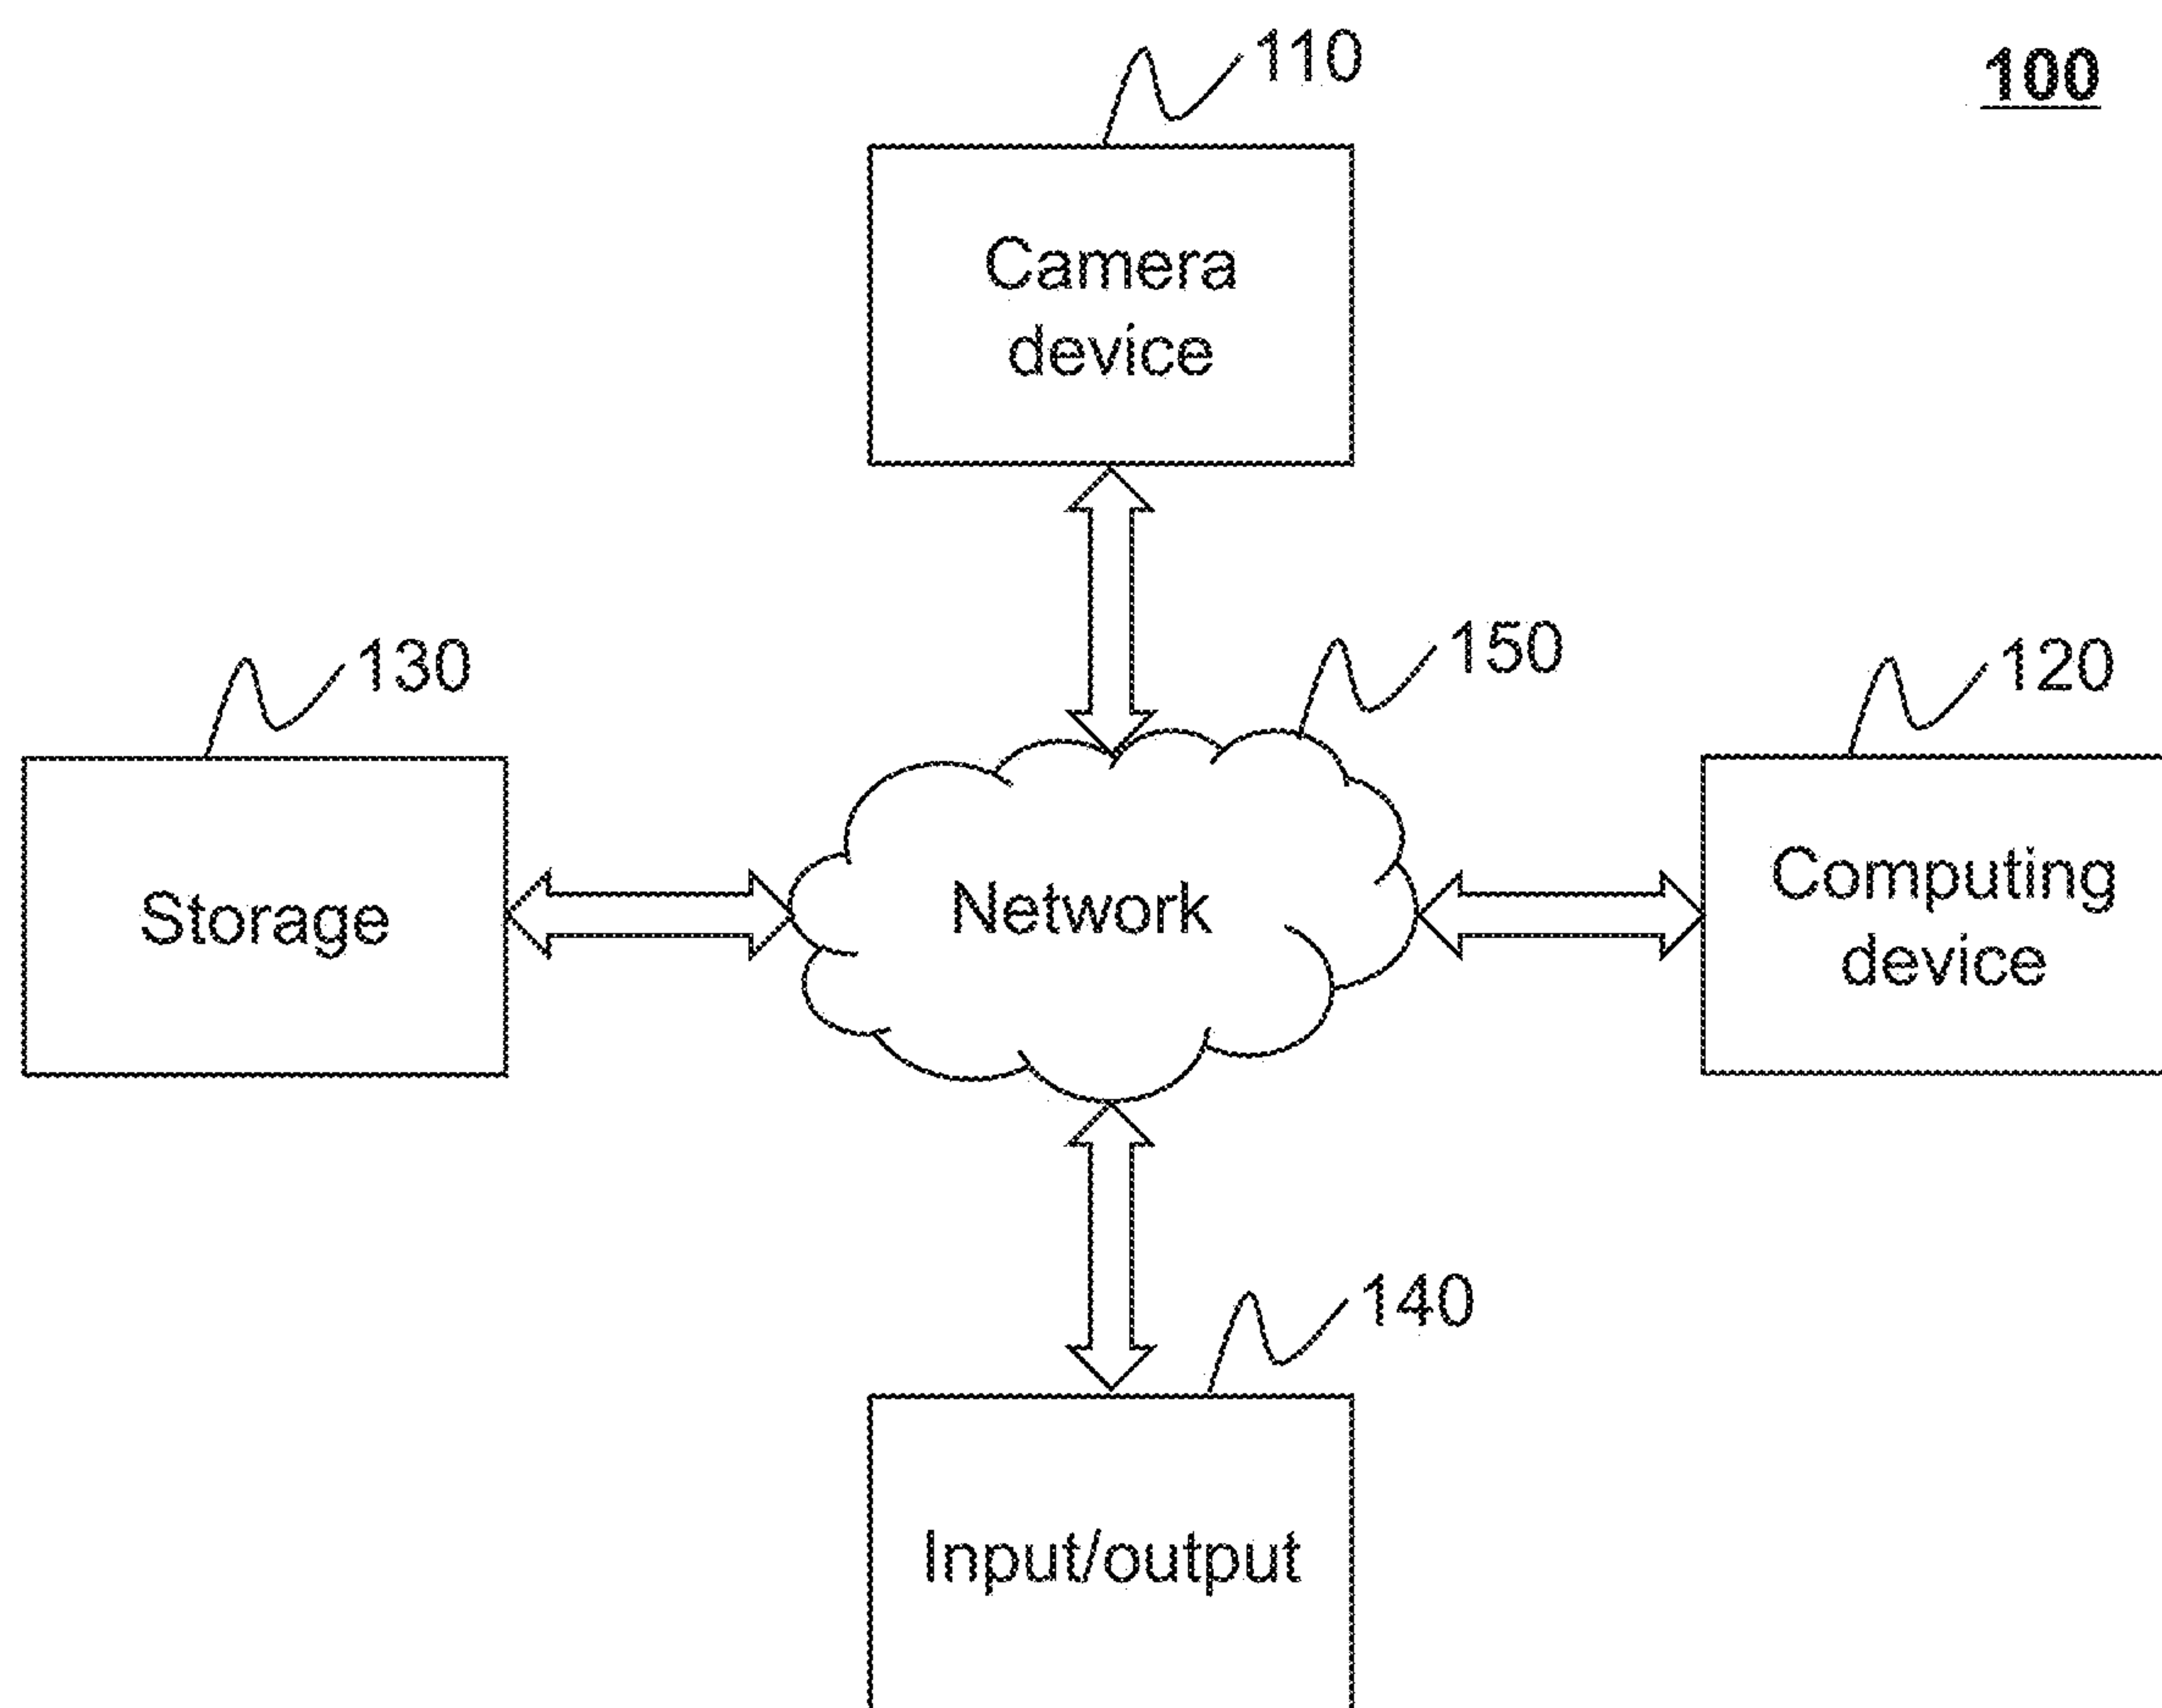 110
100
Camera
device
150
130
120
Storage
Network
Computing
device
140
Input/output